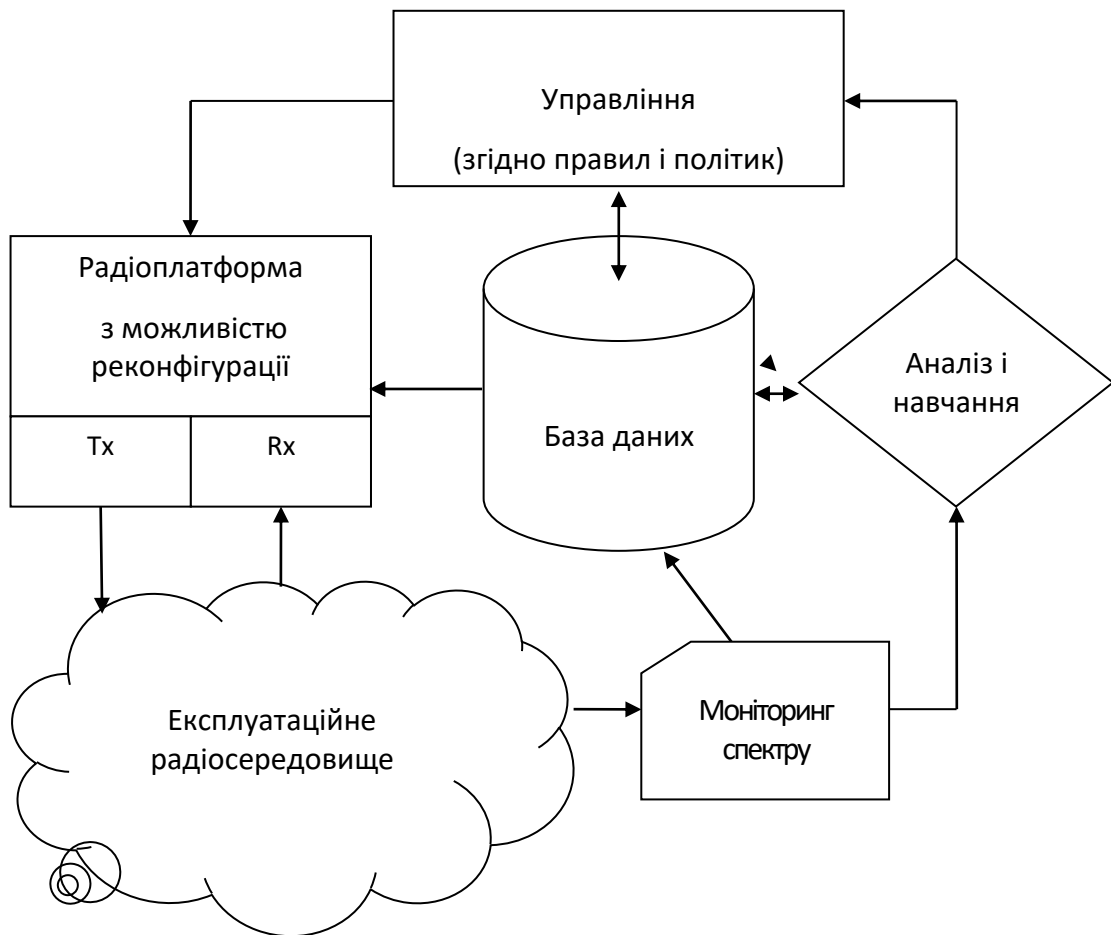 Управління
(згідно правил і політик)
Радіоплатформа
з можливістю
реконфігурації
Tx
Rx
База даних
Аналіз і
навчання
Експлуатаційне
радіосередовище
Моніторинг
спектру